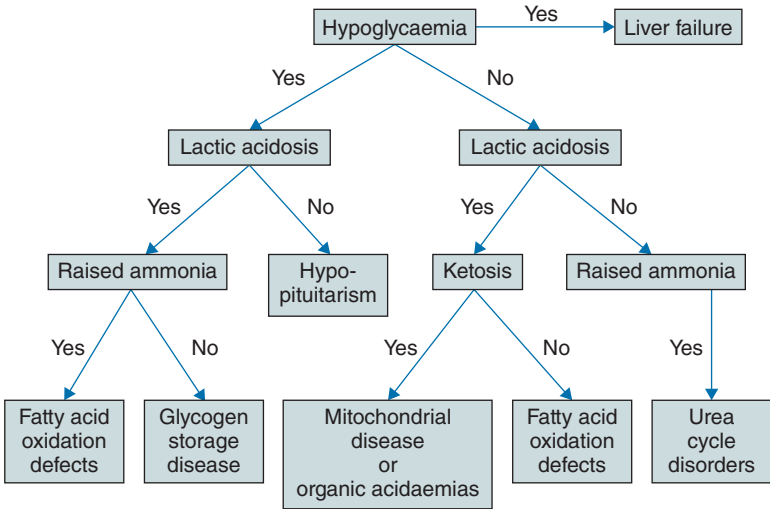 Hypoglycaemia
Yes
Liver failure
Yes
No
Lactic acidosis
Lactic acidosis
Yes
No
Yes
No
Raised ammonia
Hypo-
pituitarism
Ketosis
Raised ammonia
Yes
No
Yes
No
Yes
Fatty acid
oxidation
defects
Glycogen
storage
disease
Mitochondrial
disease
or
organic acidaemias
Fatty acid
oxidation
defects
Urea
cycle
disorders